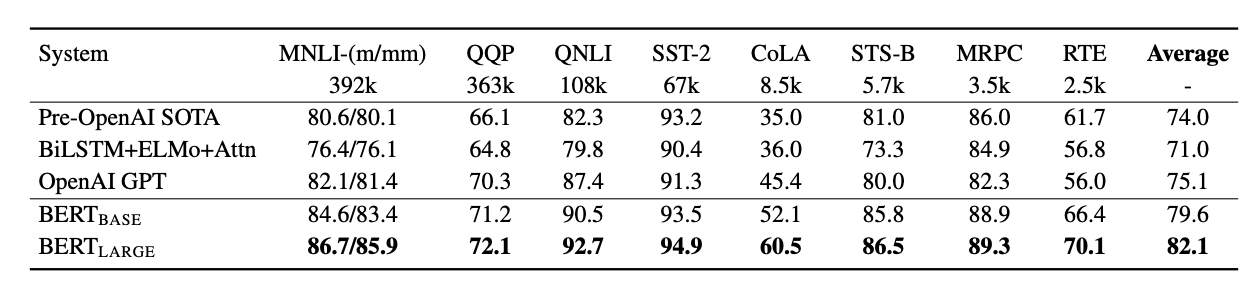 System MNLI-(m/mm) QQP QNLI SST-2 CoLA STS-B MRPC RTE Average
392k 363k 108k 67k 8.5k 5.7k 3.5k 2.5k -
Pre-OpenAI SOTA 80.6/80.1 66.1 82.3 93.2 35.0 81.0 86.0 61.7 74.0
BiLSTM+ELMo+Attn 76.4/76.1 64.8 79.8 90.4 36.0 73.3 84.9 56.8 71.0
OpenAI GPT 82.1/81.4 70.3 87.4 91.3 45.4 80.0 82.3 56.0 75.1
BERTBASE 84.6/83.4 71.2 90.5 93.5 52.1 85.8 88.9 66.4 79.6
BERTLARGE 86.7/85.9 72.1 92.7 94.9 60.5 86.5 89.3 70.1 82.1